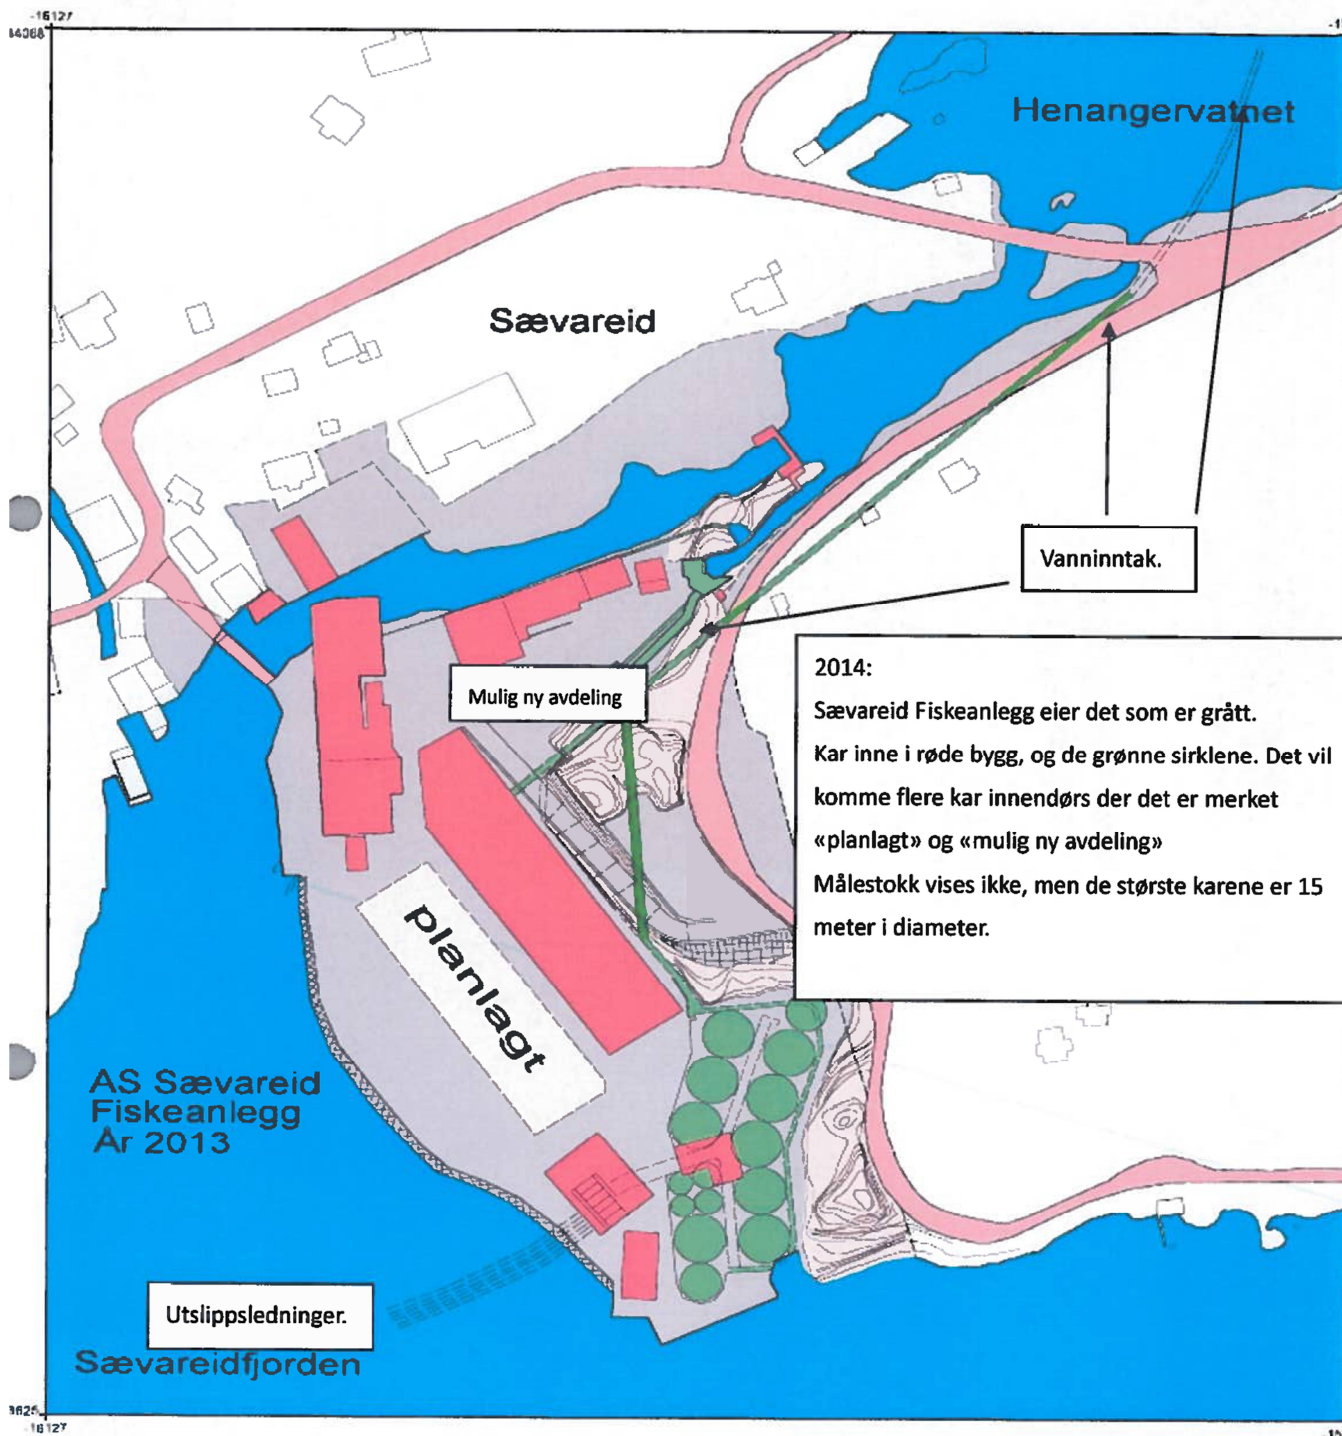 -16127
Henangervatnet
Sævareid
Vanninntak.
Mulig ny avdeling
2014:
Sævareid Fiskeanlegg eier det som er grått.
Kar inne i røde bygg, og de grønne sirklene. Det vil
komme flere kar innendørs der det er merket
«planlagt» og «mulig ny avdeling»
Målestokk vises ikke, men de største karene er 15
meter i diameter.
planlagt
AS Sævareid
Fiskeanlegg
År 2013
Utslippsledninger.
Sævareidfjorden
-16127